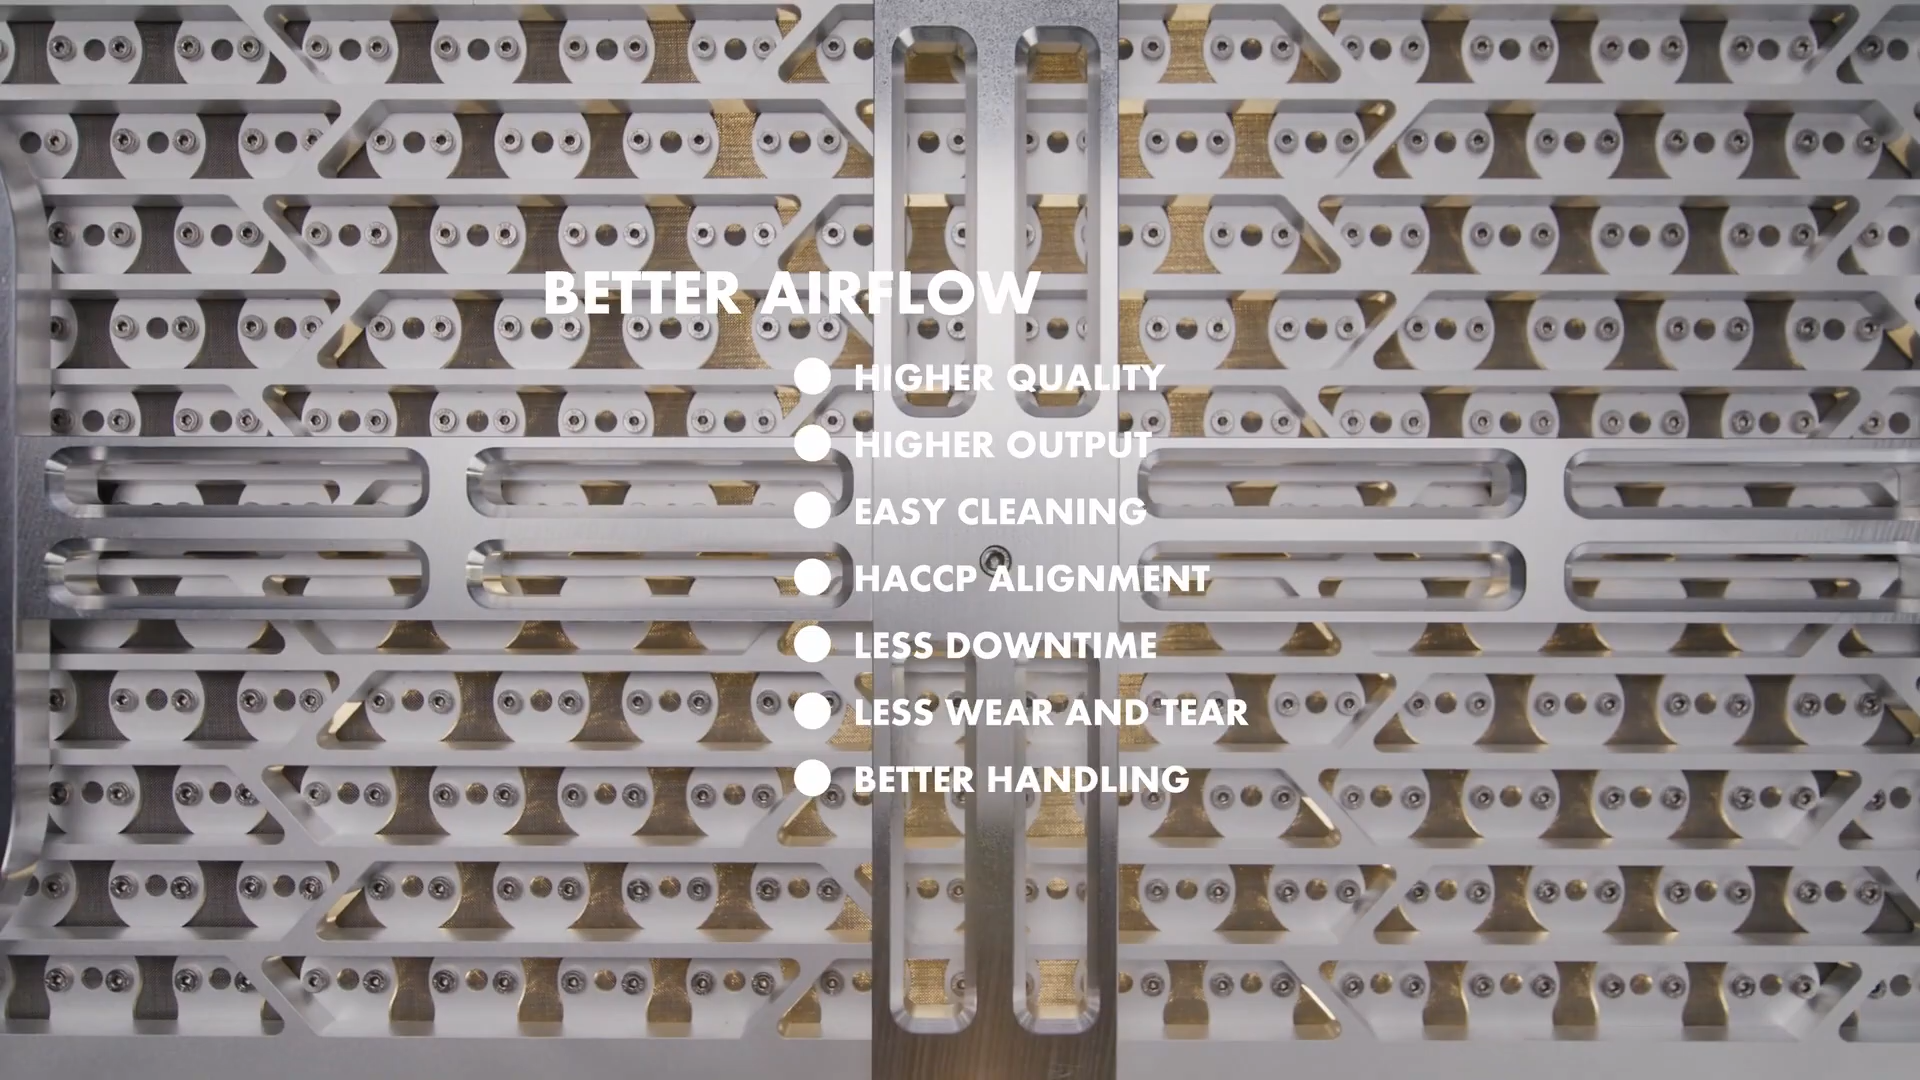 BETTER AIRFLOW
HIGHER QUALITY
HIGHER OUTPUT
EASY CLEANING
HACCP ALIGNMENT
LESS DOWNTIME
LESS WEAR AND TEAR
BETTER HANDLING